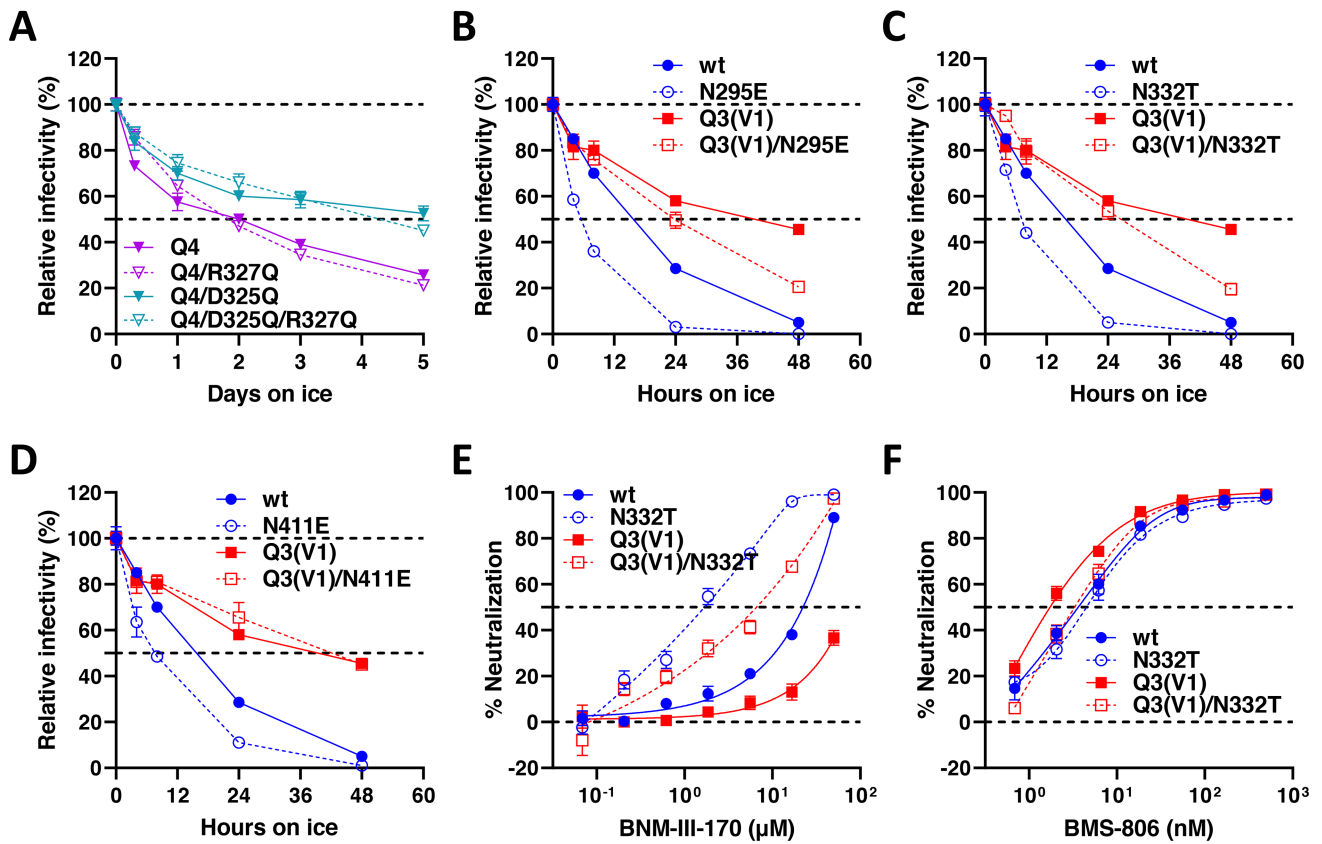 A
120
100
80
60
40
20
0
Relative infectivity (%)
Q4
Q4/R327Q
Q4/D325Q
Q4/D325Q/R327Q
0 1 2 3 4 5
Days on ice
B
120
100
80
60
40
20
0
Relative infectivity (%)
wt
N295E
Q3(V1)
Q3(V1)/N295E
0 12 24 36 48 60
Hours on ice
C
120
100
80
60
40
20
0
Relative infectivity (%)
wt
N332T
Q3(V1)
Q3(V1)/N332T
0 12 24 36 48 60
Hours on ice
D
120
100
80
60
40
20
0
Relative infectivity (%)
wt
N411E
Q3(V1)
Q3(V1)/N411E
0 12 24 36 48 60
Hours on ice
E
100
80
60
40
20
0
-20
% Neutralization
wt
N332T
Q3(V1)
Q3(V1)/N332T
10-1 100 101 102
BNM-III-170 (μM)
F
100
80
60
40
20
0
-20
% Neutralization
wt
N332T
Q3(V1)
Q3(V1)/N332T
100 101 102 103
BMS-806 (nM)